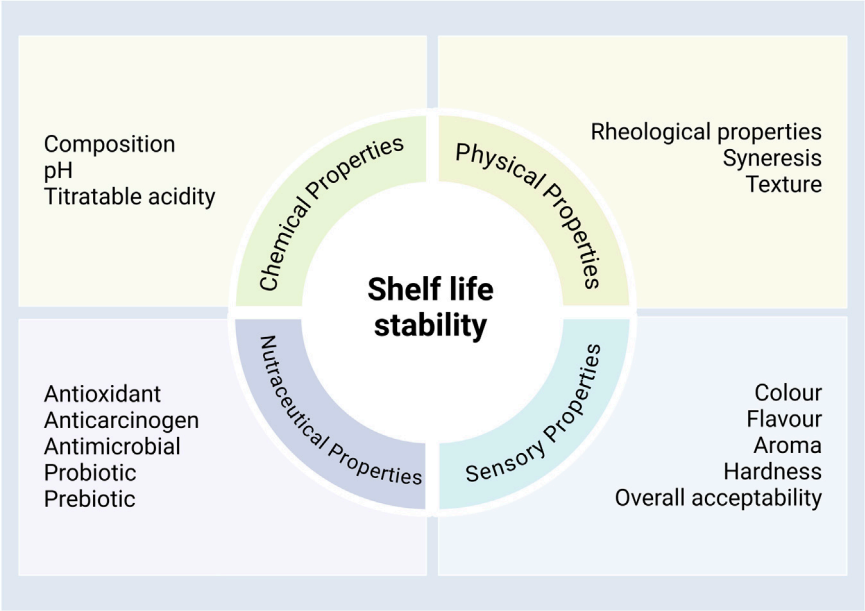 Composition
pH
Titratable acidity
Chemical Properties
Physical Properties
Rheological properties
Syneresis
Texture
Shelf life
stability
Antioxidant
Anticarcinogen
Antimicrobial
Probiotic
Prebiotic
Nutraceutical Properties
Sensory Properties
Colour
Flavour
Aroma
Hardness
Overall acceptability